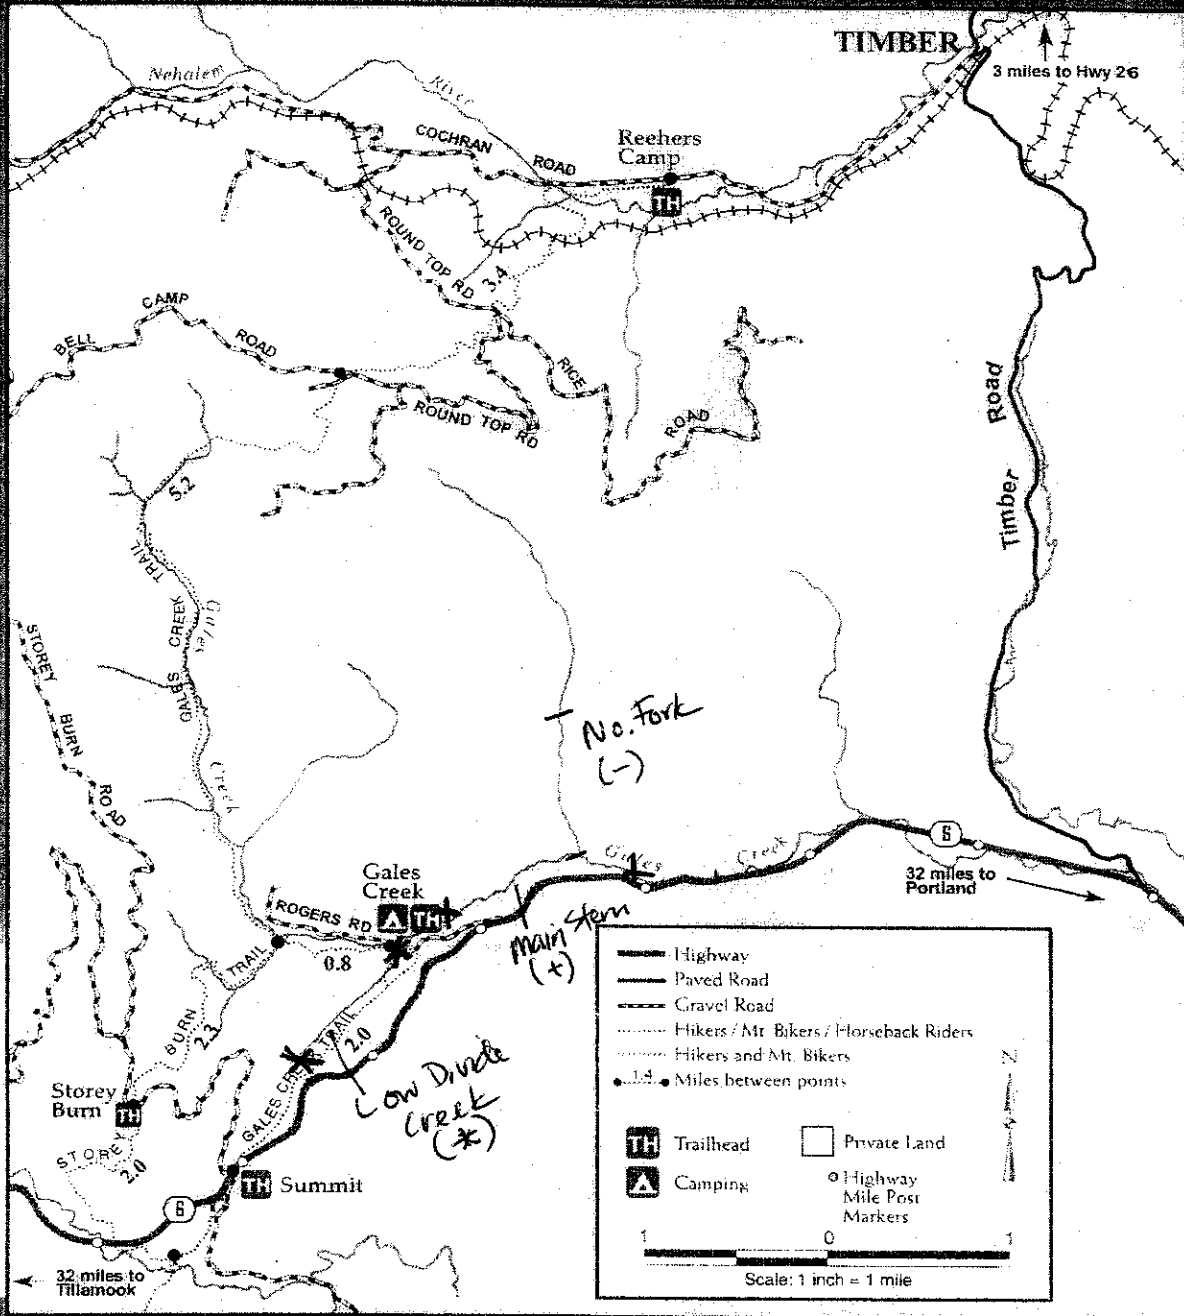 TIMBER
3 miles to Hwy 26
Nehalem
River
COCHRAN
ROAD
Reehers
Camp
TH
ROUND TOP RD
3.4
BELL
CAMP
ROAD
RICE
ROAD
ROUND TOP RD
Road
Timber
5.2
TRAIL
GALES
CREEK
Gales
Creek
STOREY
BURN
ROAD
No. Fork
(-)
Gales
Creek
6
32 miles to
Portland
Gales
Creek
TH
ROGERS RD
0.8
TRAIL
BURN
2.3
Main Stem
(+)
GALES CREEK TRAIL
2.0
Low Divide
Creek
(*)
Storey
Burn
TH
STOREY
2.0
TH
Summit
6
32 miles to
Tillamook
Highway
Paved Road
Gravel Road
Hikers / Mt. Bikers / Horseback Riders
Hikers and Mt. Bikers
1.4 Miles between points
N
TH Trailhead
Private Land
Camping
Highway
Mile Post
Markers
1 0 1
Scale: 1 inch = 1 mile